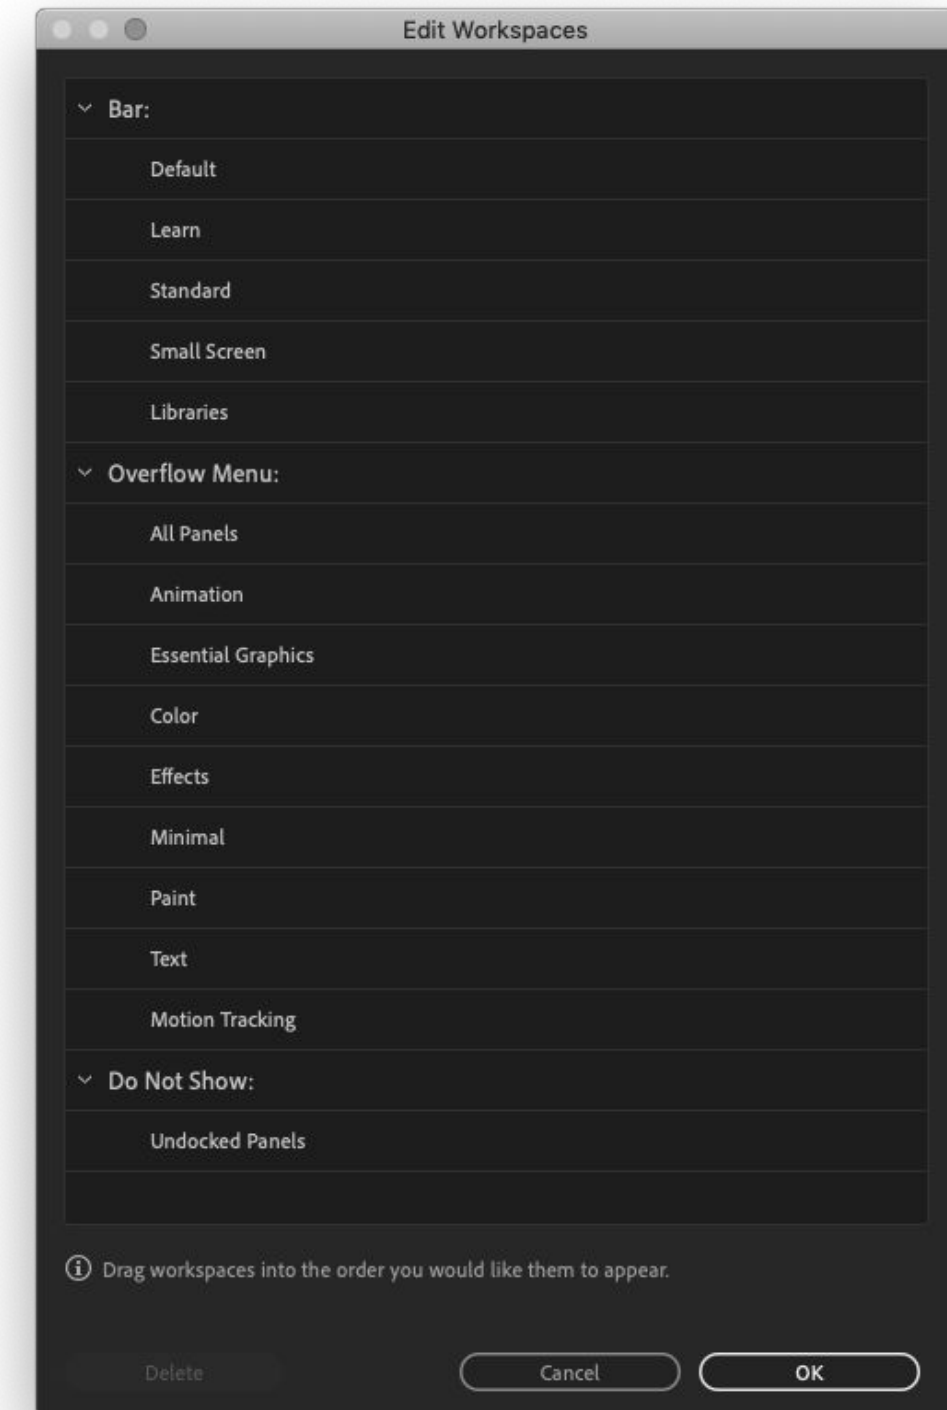 Edit Workspaces
Bar:
Default
Learn
Standard
Small Screen
Libraries
Overflow Menu:
All Panels
Animation
Essential Graphics
Color
Effects
Minimal
Paint
Text
Motion Tracking
Do Not Show:
Undocked Panels
Drag workspaces into the order you would like them to appear.
Delete Cancel OK